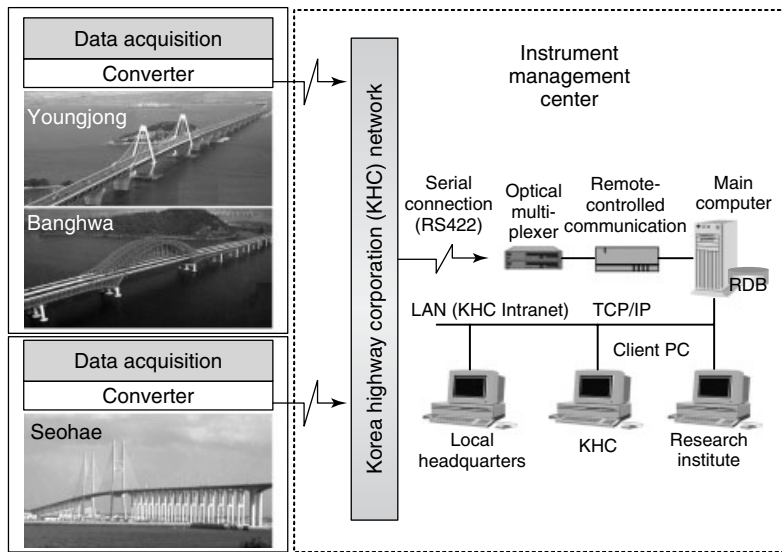 Data acquisition
Converter
Youngjong
Banghwa
Data acquisition
Converter
Seohae
Korea highway corporation (KHC) network
Instrument
management
center
Serial
connection
(RS422)
Optical
multi-
plexer
Remote-
controlled
communication
Main
computer
RDB
LAN (KHC Intranet)
TCP/IP
Client PC
Local
headquarters
KHC
Research
institute